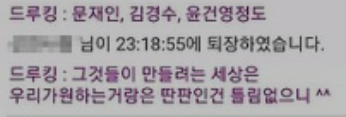 드루킹 : 문재인, 김경수, 윤건영정도
님이 23:18:55에 퇴장하였습니다.
드루킹 : 그것들이 만들려는 세상은
우리가원하는거랑은 딴판인건 틀림없으니 ^^